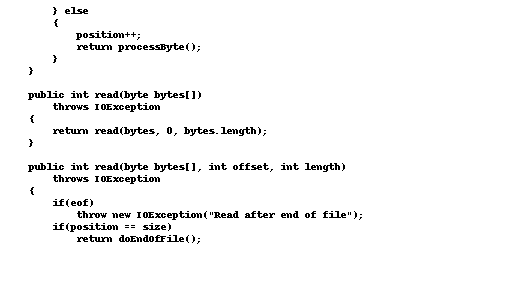 } else
{
position++;
return processByte();
}
}
public int read(byte bytes[])
throws IOException
{
return read(bytes, 0, bytes.length);
}
public int read(byte bytes[], int offset, int length)
throws IOException
{
if(eof)
throw new IOException("Read after end of file");
if(position == size)
return doEndOfFile();